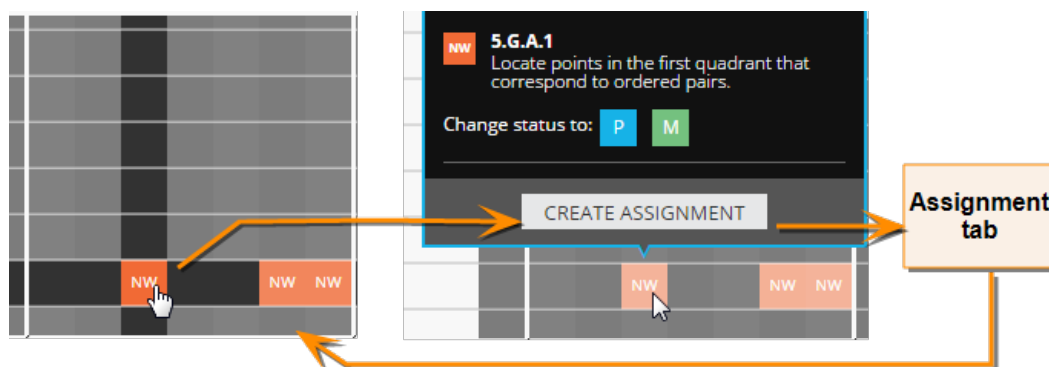 NW NW NW
NW 5.G.A.1
Locate points in the first quadrant that
correspond to ordered pairs.
Change status to: P M
CREATE ASSIGNMENT
NW NW NW
Assignment
tab